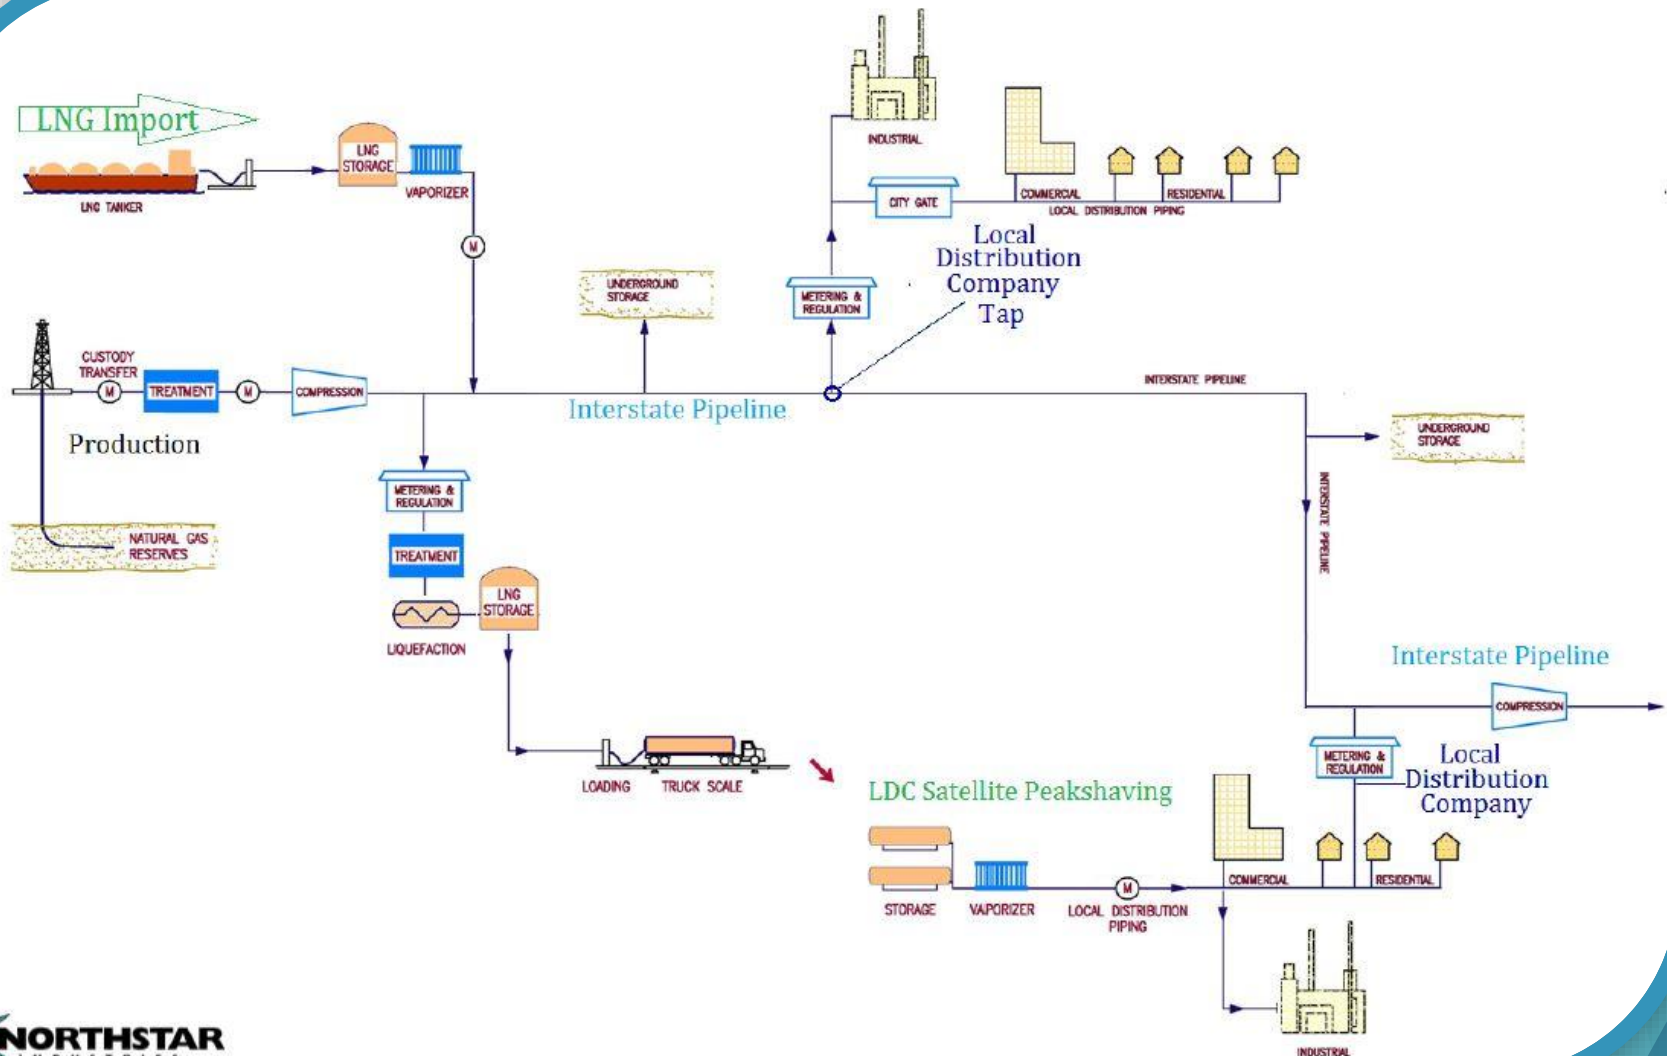 LNG Import
LNG TANKER
LNG
STORAGE
VAPORIZER
M
INDUSTRIAL
COMMERCIAL
RESIDENTIAL
CITY GATE
LOCAL DISTRIBUTION PIPING
Local
Distribution
Company
Tap
UNDERGROUND
STORAGE
METERING &
REGULATION
CUSTODY
TRANSFER
M
TREATMENT
M
COMPRESSION
Interstate Pipeline
INTERSTATE PIPELINE
Production
UNDERGROUND
STORAGE
METERING &
REGULATION
INTERSTATE PIPELINE
NATURAL GAS
RESERVES
TREATMENT
LNG
STORAGE
LIQUEFACTION
Interstate Pipeline
COMPRESSION
LOADING
TRUCK SCALE
METERING &
REGULATION
Local
Distribution
Company
LDC Satellite Peakshaving
COMMERCIAL
RESIDENTIAL
STORAGE
VAPORIZER
M
LOCAL DISTRIBUTION
PIPING
INDUSTRIAL
NORTHSTAR